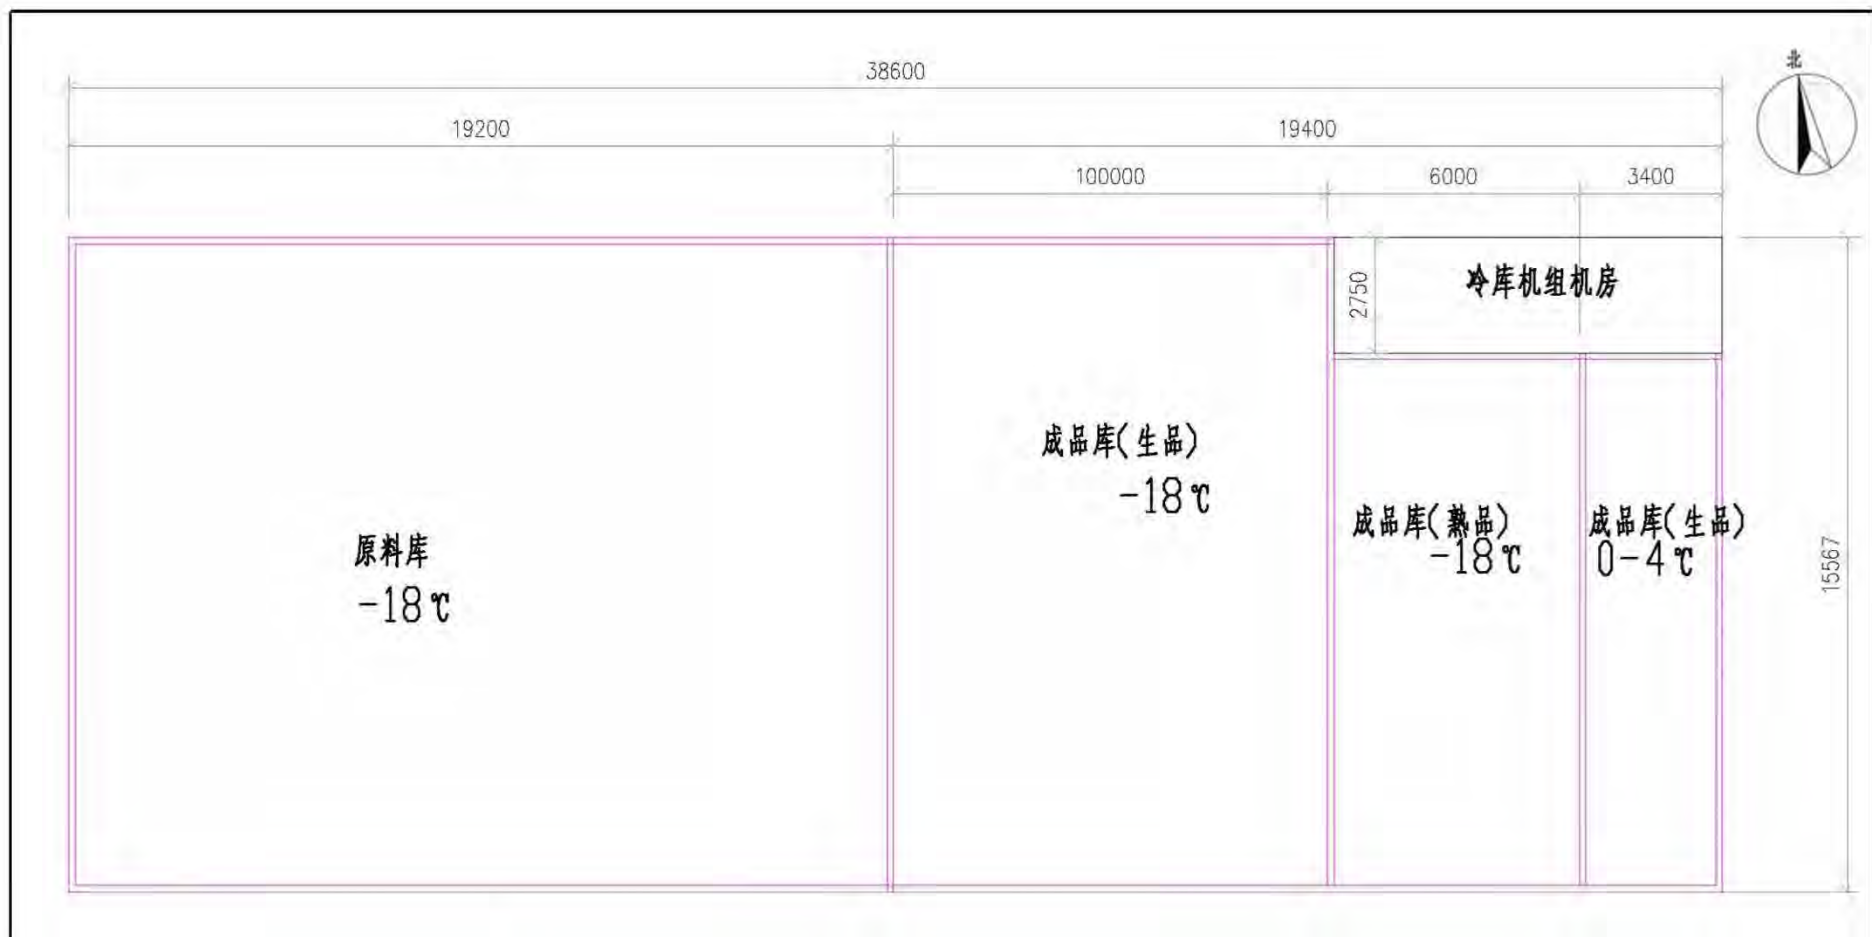 北
38600
19200
19400
100000
6000
3400
2750
冷库机组机房
成品库(生品)
-18℃
成品库(熟品)
-18℃
成品库(生品)
0-4℃
原料库
-18℃
15567